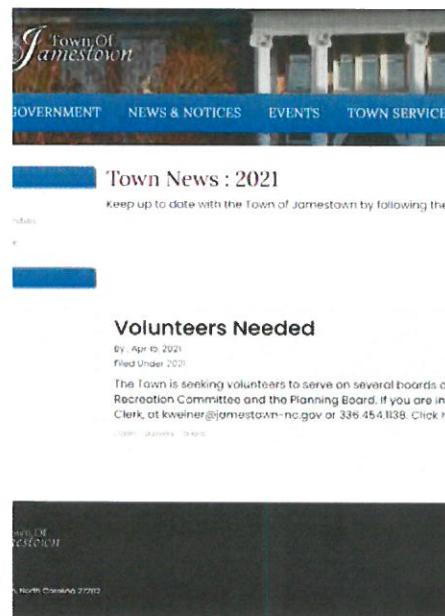 Town Of
Jamestown
GOVERNMENT NEWS & NOTICES EVENTS TOWN SERVICE
Town News : 2021
Keep up to date with the Town of Jamestown by following the
Volunteers Needed
By , Apr 15, 2021
Filed Under 2021
The Town is seeking volunteers to serve on several boards
Recreation Committee and the Planning Board. If you are in
Clerk, at kweiner@jamestown-nc.gov or 336.454.1138. Click
North Carolina 27282